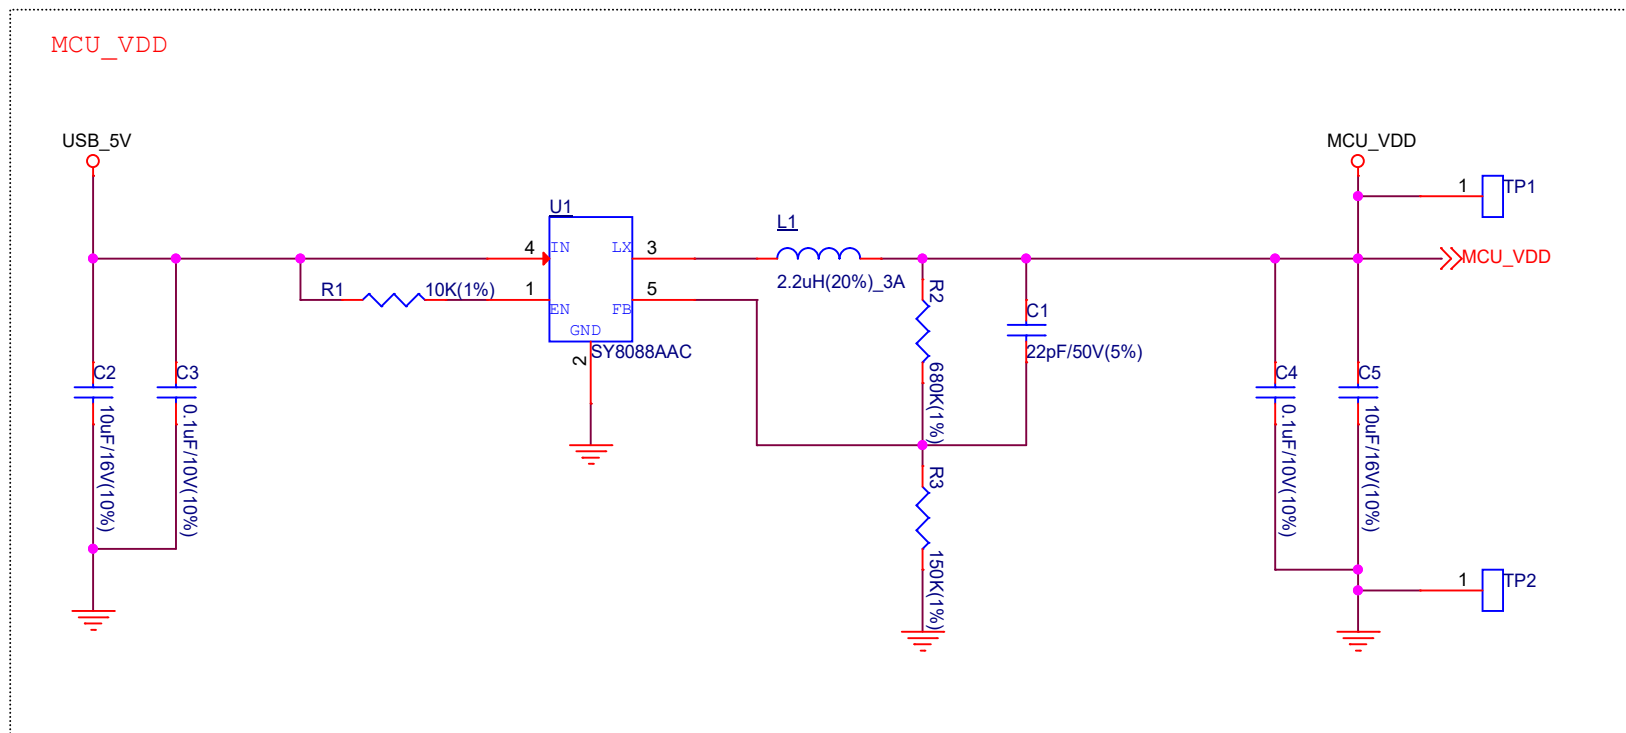 MCU_VDD
USB_5V
MCU_VDD
1
TP1
U1
L1
4
IN
LX
3
MCU_VDD
2.2uH(20%)_3A
R1
10K(1%)
1
EN
FB
5
R2
C1
GND
SY8088AAC
2
22pF/50V(5%)
680K(1%)
C2
10uF/16V(10%)
C3
0.1uF/10V(10%)
C4
0.1uF/10V(10%)
C5
10uF/16V(10%)
R3
150K(1%)
1
TP2